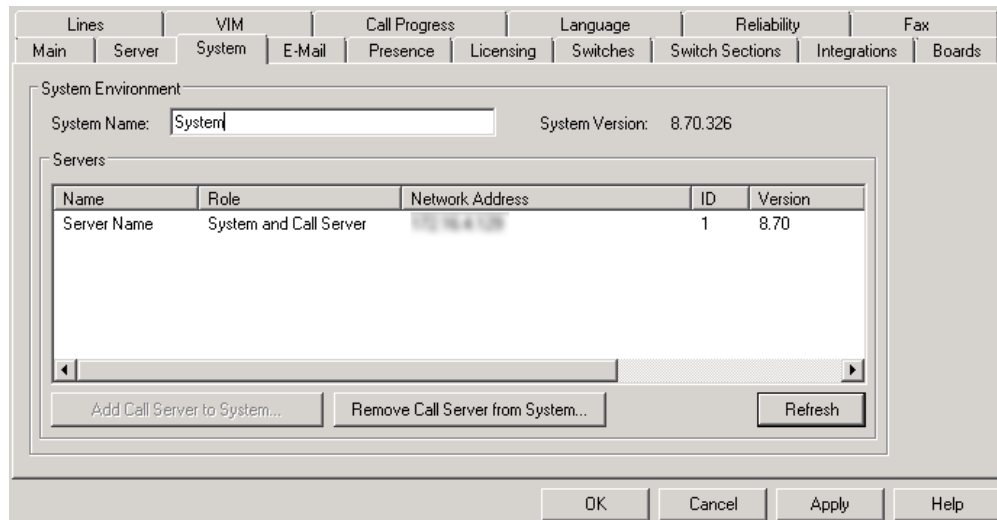 Lines VIM Call Progress Language Reliability Fax
Main Server System E-Mail Presence Licensing Switches Switch Sections Integrations Boards
System Environment
System Name: System System Version: 8.70.326
Servers
Name Role Network Address ID Version
Server Name System and Call Server 1 8.70
Add Call Server to System... Remove Call Server from System... Refresh
OK Cancel Apply Help